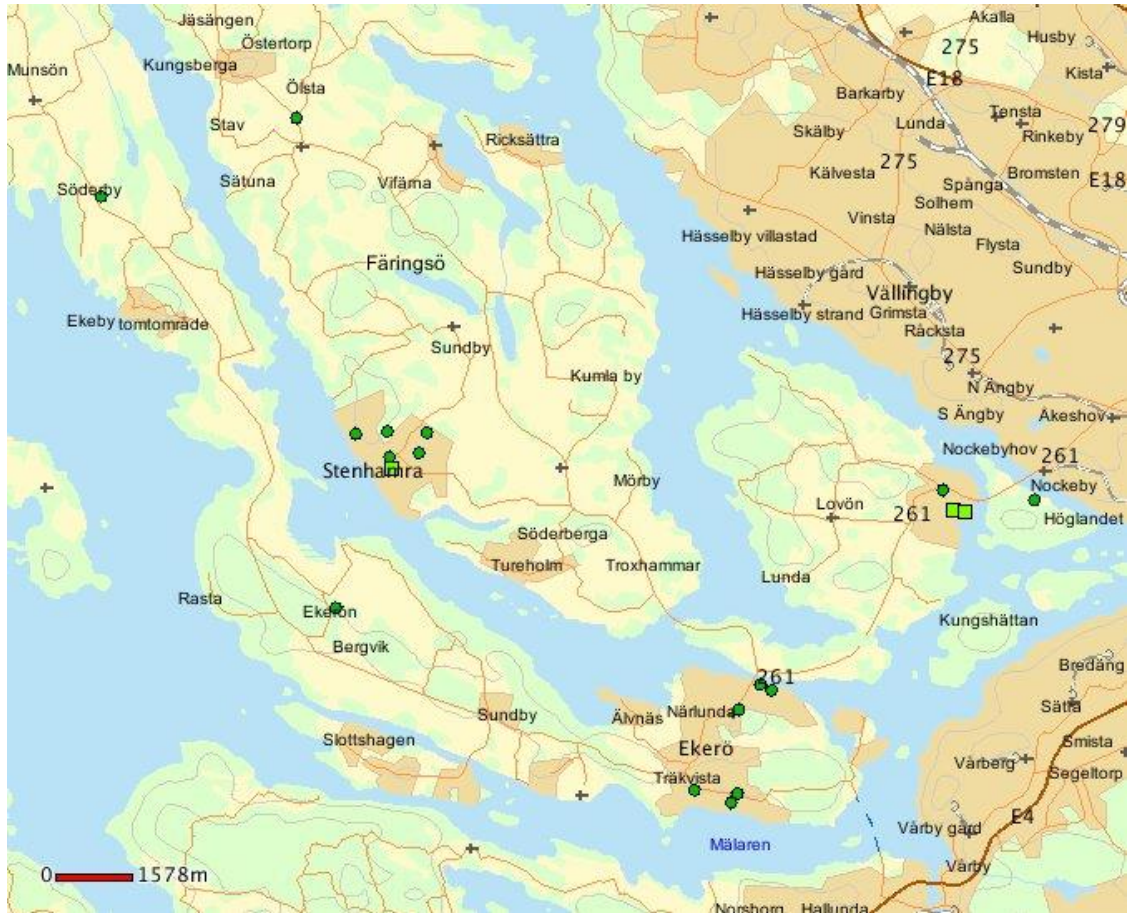 Jäsängen
Östertorp
Kungsberga
Munsön
Ölsta
Stav
Ricksättra
Sätuna
Vifärna
Söderby
Färingsö
Ekeby tomtområde
Sundby
Kumla by
Stenhamra
Mörby
Söderberga
Tureholm
Troxhammar
Rasta
Ekerön
Bergvik
Sundby
Slottshagen
Älvnäs
Närlunda
261
Ekerö
Träkvista
Mälaren
0 1578m
Akalla
Husby
275
Kista
E18
Barkarby
Tensta
Lunda
279
Skälby
Rinkeby
275
Kälvesta
Bromsten
Spånga
E18
Solhem
Vinsta
Nälsta
Hässelby villastad
Flysta
Sundby
Hässelby gård
Vällingby
Hässelby strand
Grimsta
Råcksta
275
N Ängby
S Ängby
Åkeshov
Nockebyhov
261
Nockeby
Lovön
261
Höglandet
Lunda
Kungshättan
Bredäng
Sätra
Smista
Vårberg
Segeltorp
E4
Vårby gård
Vårby
Norsborg
Hallunda